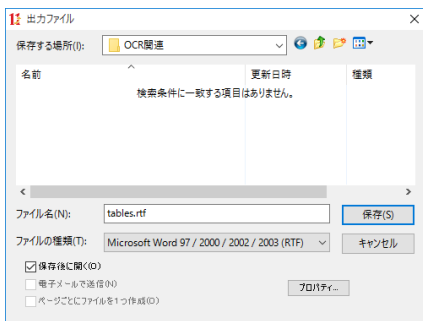 出力ファイル
保存する場所(I):
OCR関連
名前
更新日時
種類
検索条件に一致する項目はありません。
ファイル名(N):
tables.rtf
保存(S)
ファイルの種類(T):
Microsoft Word 97 / 2000 / 2002 / 2003 (RTF)
キャンセル
保存後に開く(O)
電子メールで送信(N)
プロパティ...
ページごとにファイルを1つ作成(O)